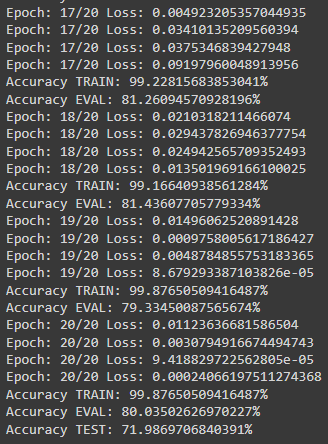 Epoch: 17/20 Loss: 0.004923205357044935
Epoch: 17/20 Loss: 0.03410135209560394
Epoch: 17/20 Loss: 0.0375346839427948
Epoch: 17/20 Loss: 0.09197960048913956
Accuracy TRAIN: 99.22815683853041%
Accuracy EVAL: 81.26094570928196%
Epoch: 18/20 Loss: 0.0210318211466074
Epoch: 18/20 Loss: 0.029437826946377754
Epoch: 18/20 Loss: 0.024942565709352493
Epoch: 18/20 Loss: 0.013501969166100025
Accuracy TRAIN: 99.16640938561284%
Accuracy EVAL: 81.43607705779334%
Epoch: 19/20 Loss: 0.01496062520891428
Epoch: 19/20 Loss: 0.0009758005617186427
Epoch: 19/20 Loss: 0.0048784855753183365
Epoch: 19/20 Loss: 8.679293387103826e-05
Accuracy TRAIN: 99.87650509416487%
Accuracy EVAL: 79.33450087565674%
Epoch: 20/20 Loss: 0.01123636681586504
Epoch: 20/20 Loss: 0.0030794916674494743
Epoch: 20/20 Loss: 9.418829722562805e-05
Epoch: 20/20 Loss: 0.00024066197511274368
Accuracy TRAIN: 99.87650509416487%
Accuracy EVAL: 80.03502626970227%
Accuracy TEST: 71.9869706840391%